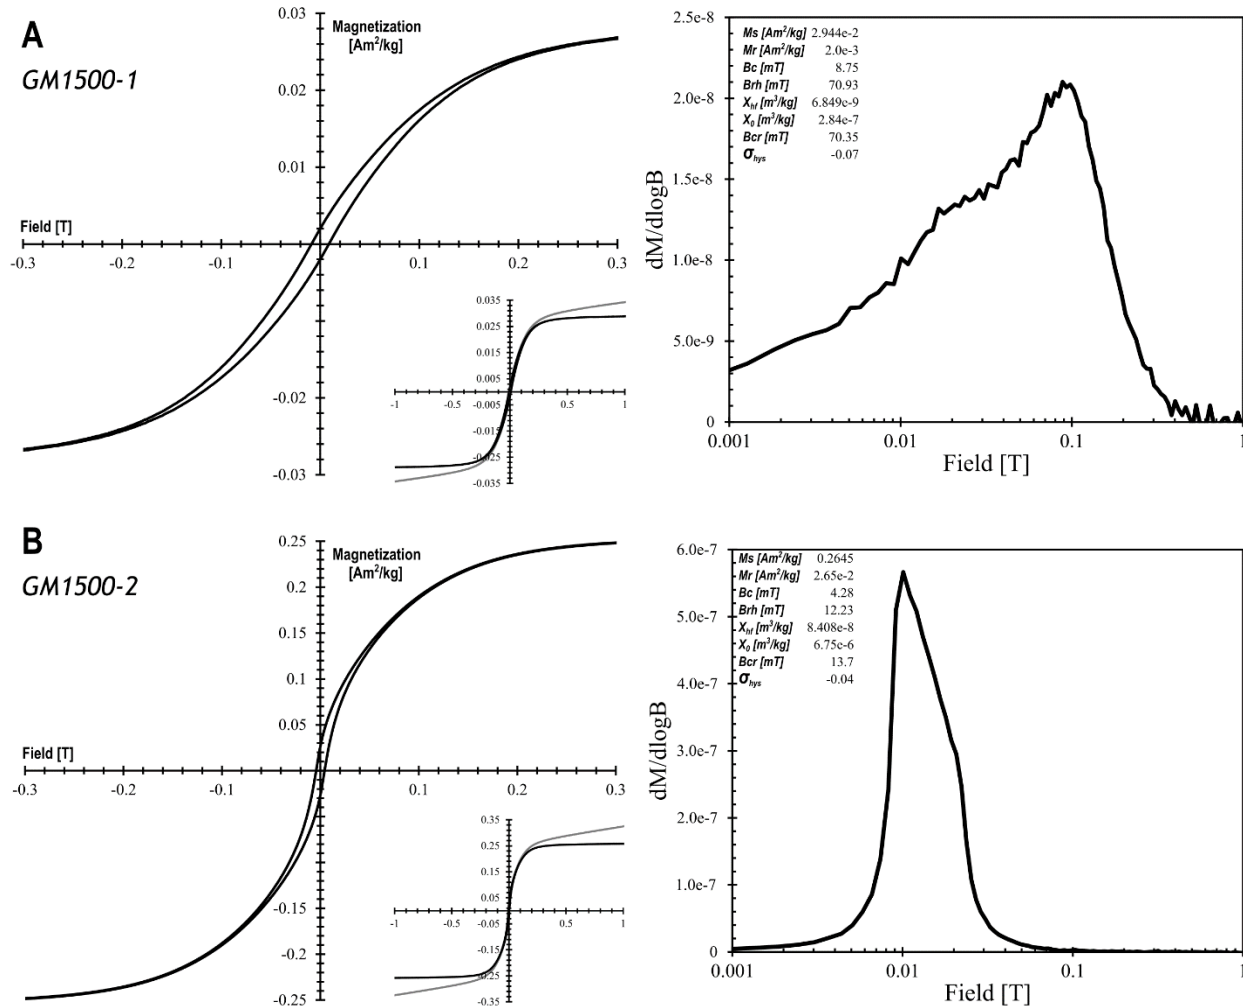 A
GM1500-1
Magnetization
[Am²/kg]
0.03
0.02
0.02
0.01
-0.02
-0.03
Field [T]
-0.3
-0.2
-0.1
0.1
0.2
0.3
0.035
0.025
0.015
0.005
-0.005
-0.015
-0.025
-0.035
-1
-0.5
0.5
1
2.5e-8
2.0e-8
1.5e-8
1.0e-8
5.0e-9
0
dM/dlogB
Ms [Am²/kg] 2.944e-2
Mr [Am²/kg] 2.0e-3
Bc [mT] 8.75
Brh [mT] 70.93
X_hf [m³/kg] 6.849e-9
X_0 [m³/kg] 2.84e-7
Bcr [mT] 70.35
σ_hys -0.07
0.001
0.01
0.1
1
Field [T]
B
GM1500-2
Magnetization
[Am²/kg]
0.25
0.2
0.15
0.1
0.05
-0.15
-0.2
-0.25
Field [T]
-0.3
-0.2
-0.1
0.1
0.2
0.3
0.35
0.25
0.15
0.05
-0.05
-0.15
-0.25
-0.35
-1
-0.5
0.5
1
6.0e-7
5.0e-7
4.0e-7
3.0e-7
2.0e-7
1.0e-7
0
dM/dlogB
Ms [Am²/kg] 0.2645
Mr [Am²/kg] 2.65e-2
Bc [mT] 4.28
Brh [mT] 12.23
X_hf [m³/kg] 8.408e-8
X_0 [m³/kg] 6.75e-6
Bcr [mT] 13.7
σ_hys -0.04
0.001
0.01
0.1
1
Field [T]